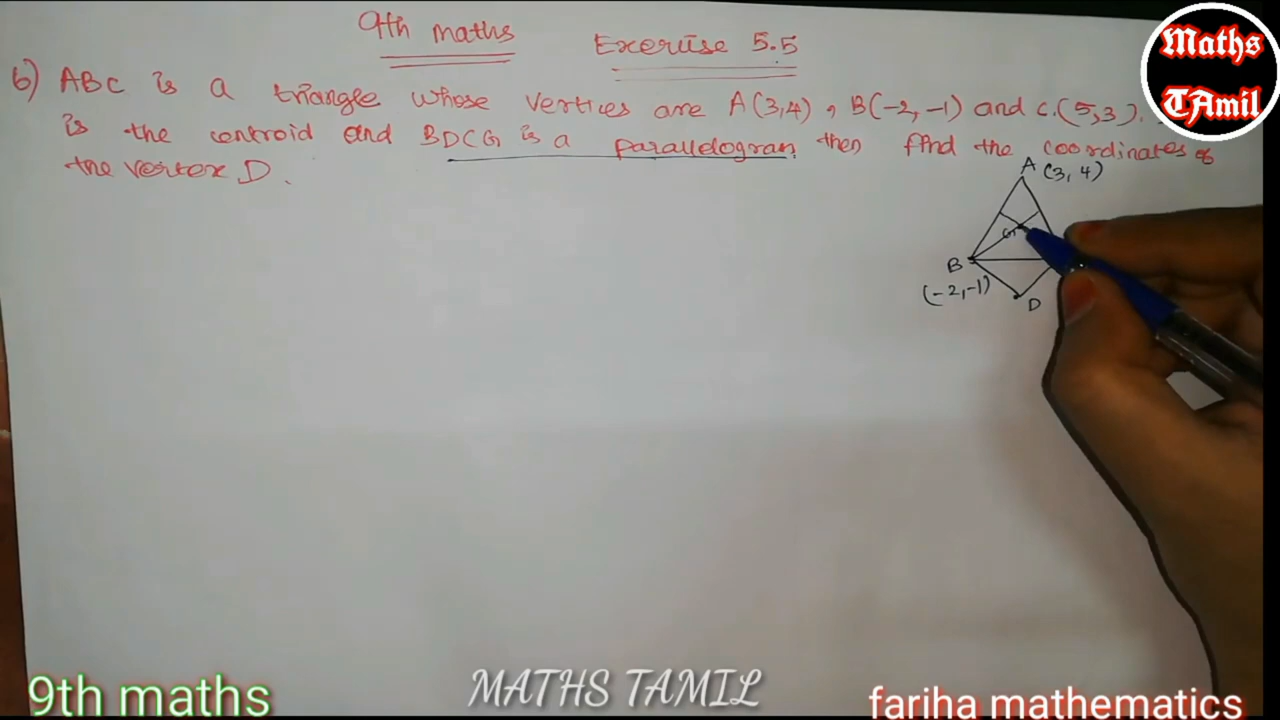 9th maths Exercise 5.5
6) ABC is a triangle whose vertices are A(3,4) , B(-2,-1) and C.(5,3).
is the centroid and BDCG is a parallelogram then find the coordinates of
the vertex D.
A (3, 4)
G
B
(-2,-1)
D
Maths
TAmil
9th maths
MATHS TAMIL
fariha mathematics